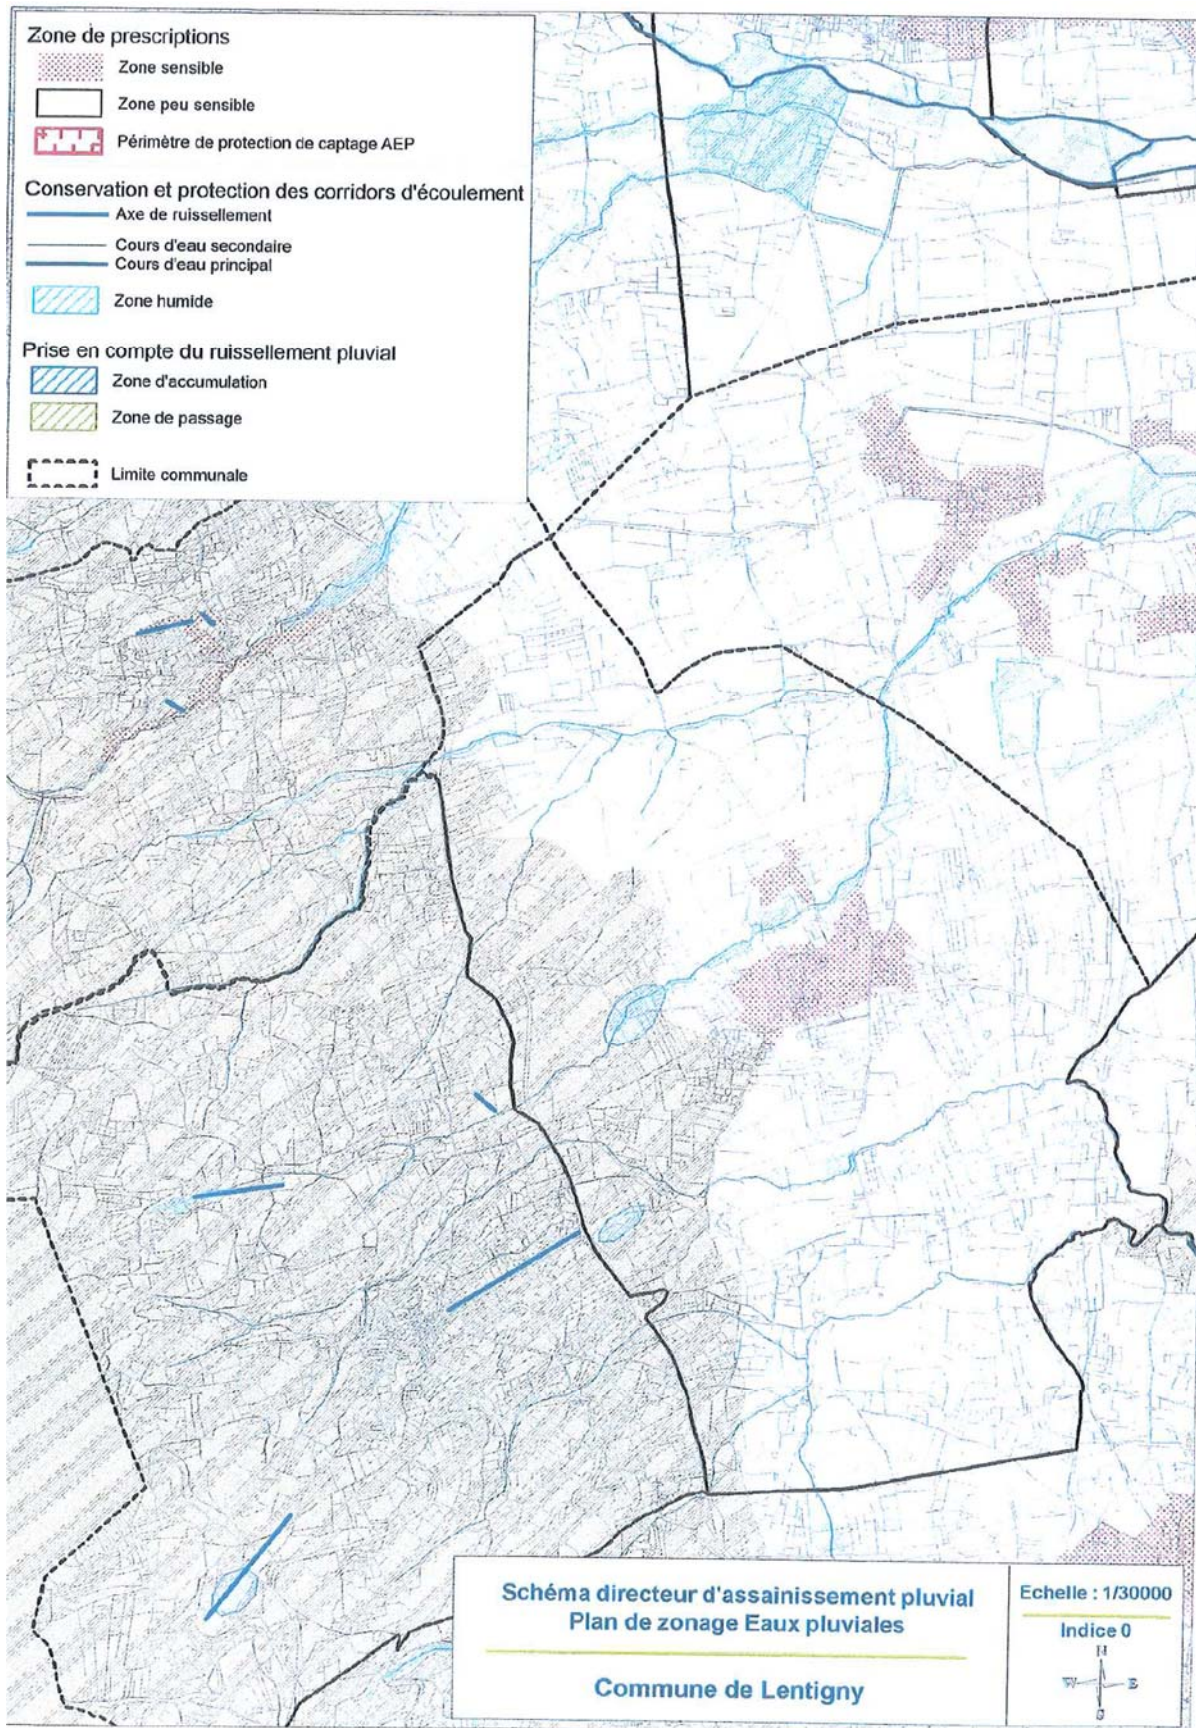 Zone de prescriptions
Zone sensible
Zone peu sensible
Périmètre de protection de captage AEP
Conservation et protection des corridors d'écoulement
Axe de ruissellement
Cours d'eau secondaire
Cours d'eau principal
Zone humide
Prise en compte du ruissellement pluvial
Zone d'accumulation
Zone de passage
Limite communale
Schéma directeur d'assainissement pluvial
Plan de zonage Eaux pluviales
Commune de Lentigny
Echelle : 1/30000
Indice 0
N
W E
S